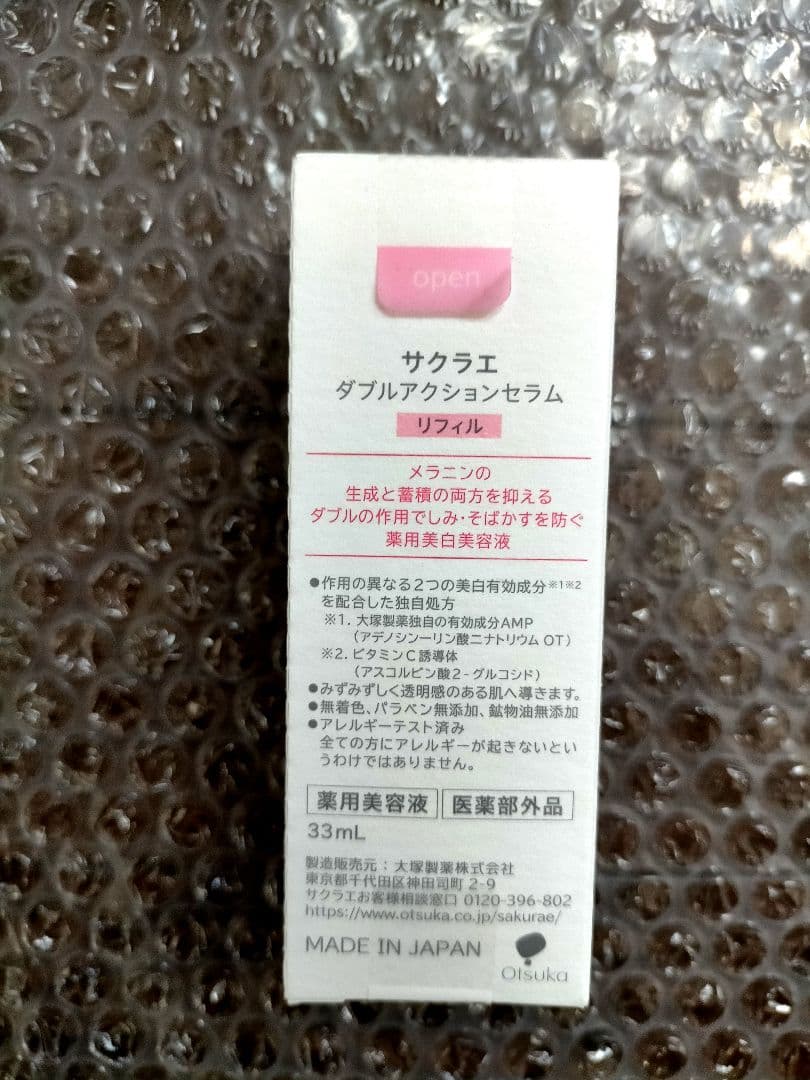 open
サクラエ
ダブルアクションセラム
リフィル
メラニンの
生成と蓄積の両方を抑える
ダブルの作用でしみ・そばかすを防ぐ
薬用美白美容液
●作用の異なる2つの美白有効成分※1※2
を配合した独自処方
※1. 大塚製薬独自の有効成分AMP
(アデノシン一リン酸二ナトリウム OT)
※2. ビタミンC誘導体
(アスコルビン酸2-グルコシド)
●みずみずしく透明感のある肌へ導きます。
●無着色、パラベン無添加、鉱物油無添加
●アレルギーテスト済み
全ての方にアレルギーが起きないとい
うわけではありません。
薬用美容液 医薬部外品
33mL
製造販売元:大塚製薬株式会社
東京都千代田区神田司町 2-9
サクラエお客様相談窓口 0120-396-802
https://www.otsuka.co.jp/sakurae/
MADE IN JAPAN
Otsuka